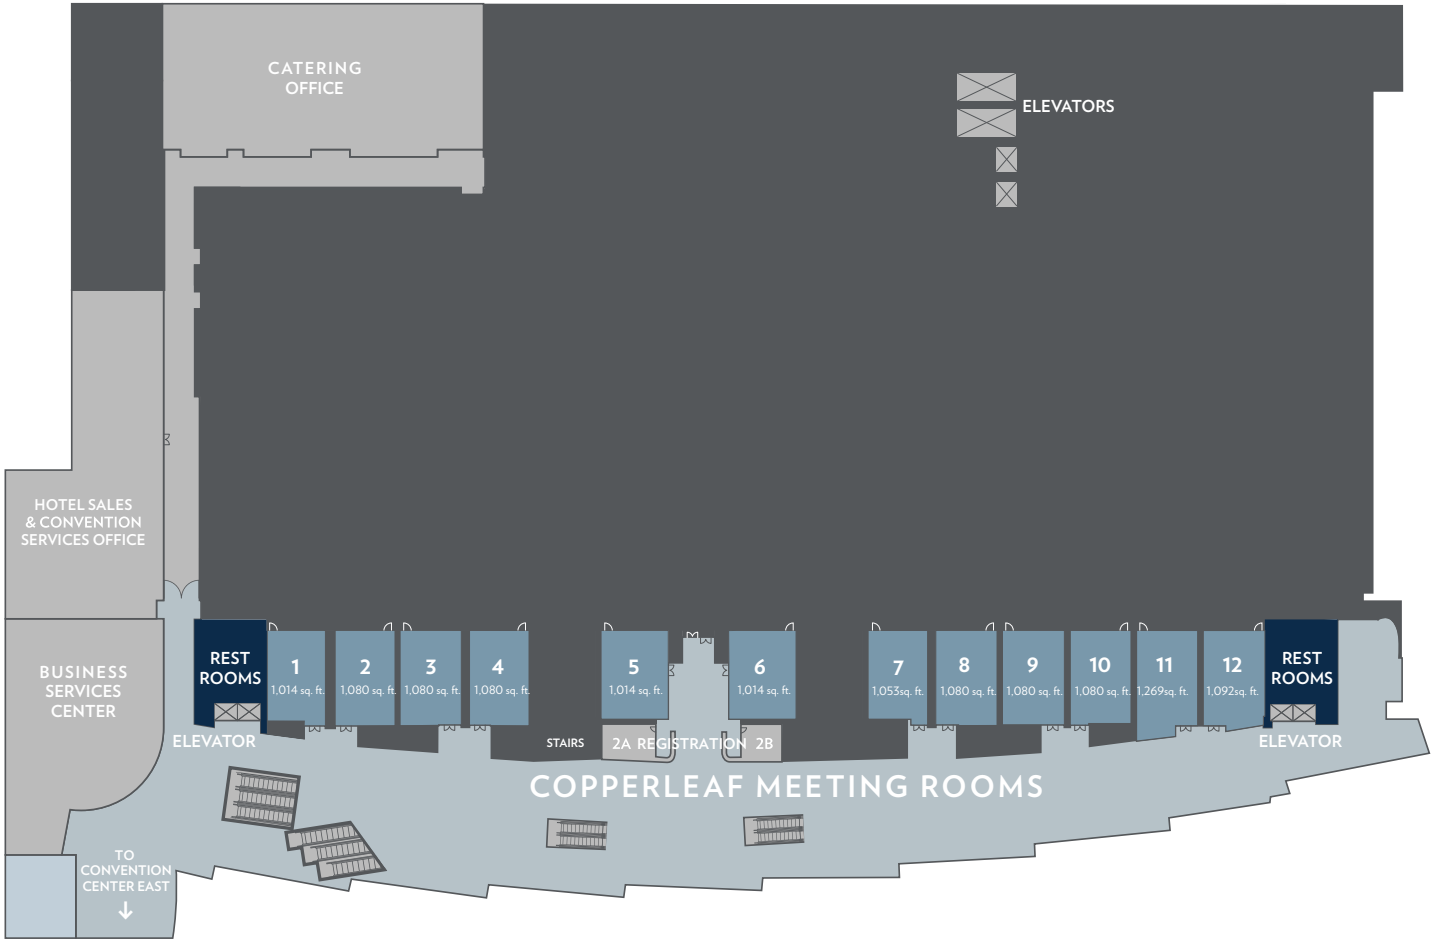 CATERING
OFFICE
ELEVATORS
HOTEL SALES
& CONVENTION
SERVICES OFFICE
BUSINESS
SERVICES
CENTER
REST
ROOMS
ELEVATOR
1
1,014 sq. ft.
2
1,080 sq. ft.
3
1,080 sq. ft.
4
1,080 sq. ft.
5
1,014 sq. ft.
6
1,014 sq. ft.
7
1,053sq. ft.
8
1,080 sq. ft.
9
1,080 sq. ft.
10
1,080 sq. ft.
11
1,269sq. ft.
12
1,092sq. ft.
REST
ROOMS
ELEVATOR
STAIRS
2A REGISTRATION 2B
COPPERLEAF MEETING ROOMS
TO
CONVENTION
CENTER EAST